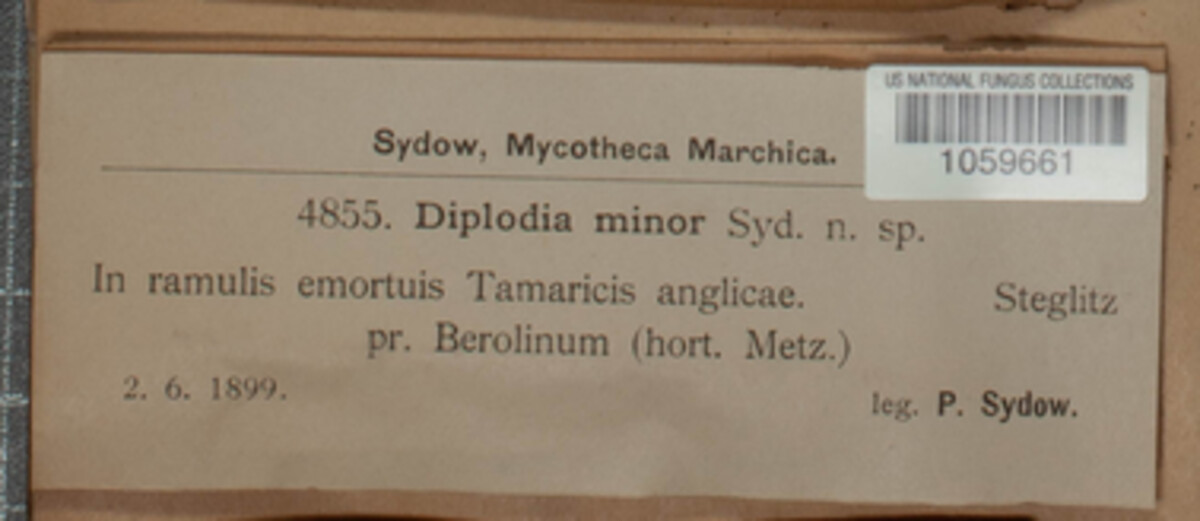 US NATIONAL FUNGUS COLLECTIONS
1059661
Sydow, Mycotheca Marchica.
4855. Diplodia minor Syd. n. sp.
In ramulis emortuis Tamaricis anglicae. Steglitz
pr. Berolinum (hort. Metz.)
2. 6. 1899.
leg. P. Sydow.